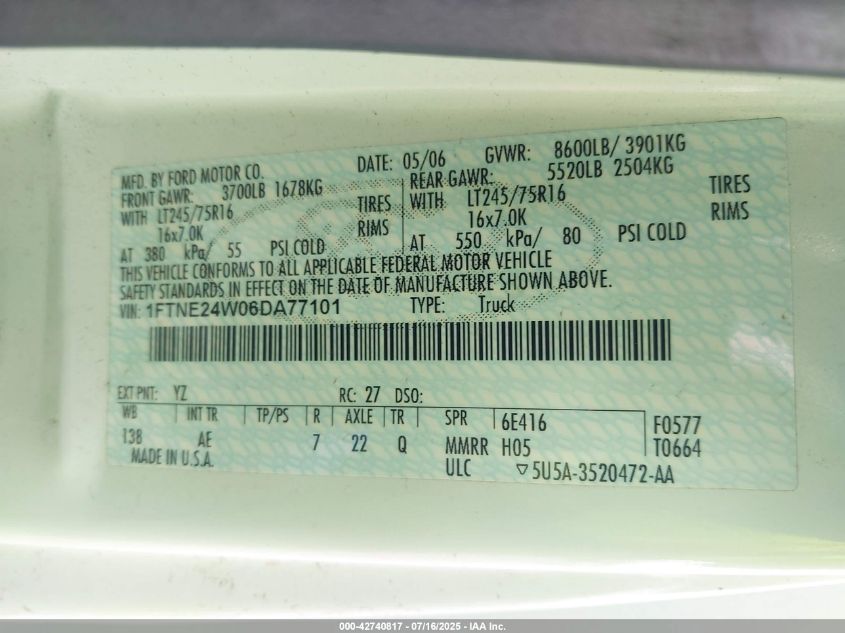 MFD. BY FORD MOTOR CO. DATE: 05/06 GVWR: 8600LB/ 3901KG
FRONT GAWR: 3700LB 1678KG REAR GAWR: 5520LB 2504KG
WITH LT245/75R16 TIRES WITH LT245/75R16 TIRES
16x7.0K RIMS 16x7.0K RIMS
AT 380 kPa/ 55 PSI COLD AT 550 kPa/ 80 PSI COLD
THIS VEHICLE CONFORMS TO ALL APPLICABLE FEDERAL MOTOR VEHICLE
SAFETY STANDARDS IN EFFECT ON THE DATE OF MANUFACTURE SHOWN ABOVE.
VIN: 1FTNE24W06DA77101 TYPE: Truck
EXT PNT: YZ RC: 27 DSO:
WB INT TR TP/PS R AXLE TR SPR 6E416 F0577
138 AE 7 22 Q MMRR H05 T0664
MADE IN U.S.A. ULC ▽5U5A-3520472-AA
000-42740817 - 07/16/2025 - IAA Inc.